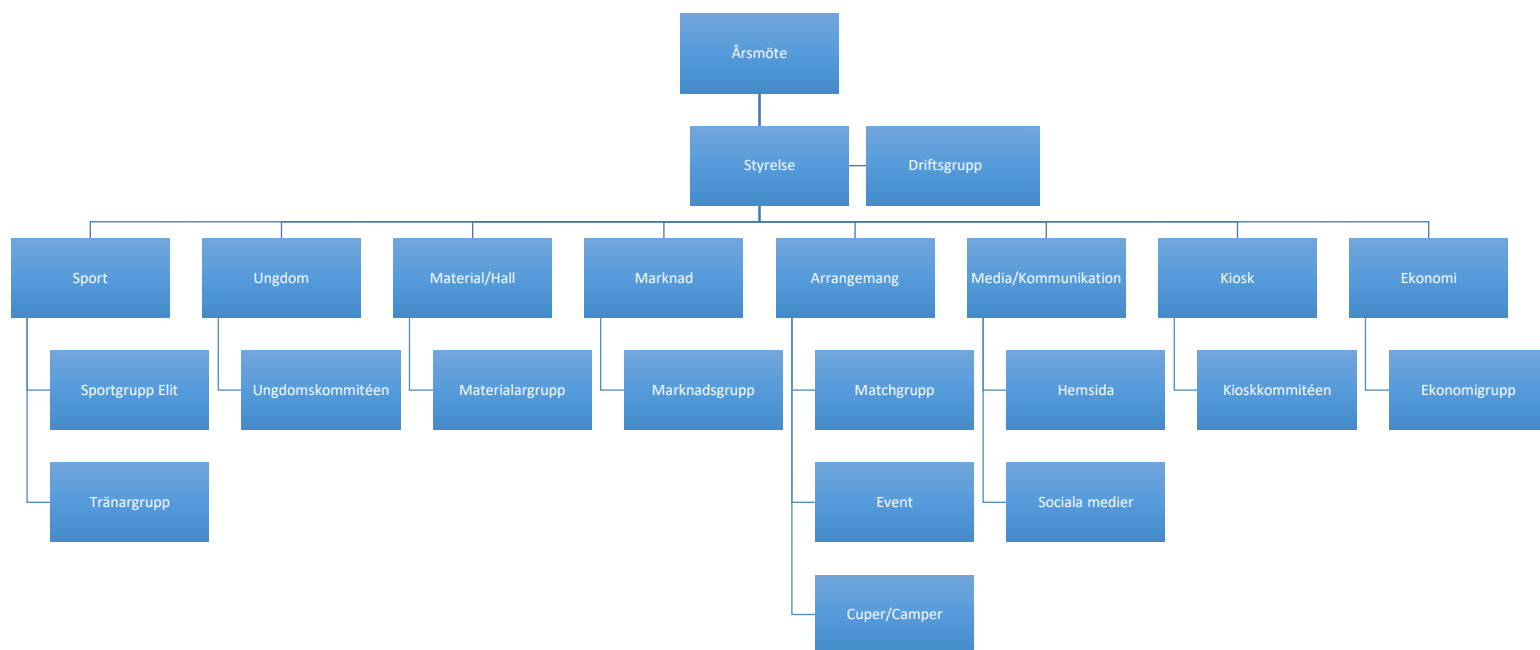 Årsmöte
Styrelse
Driftsgrupp
Sport
Ungdom
Material/Hall
Marknad
Arrangemang
Media/Kommunikation
Kiosk
Ekonomi
Sportgrupp Elit
Ungdomskommitéen
Materialargrupp
Marknadsgrupp
Matchgrupp
Hemsida
Kioskkommitéen
Ekonomigrupp
Tränargrupp
Event
Sociala medier
Cuper/Camper